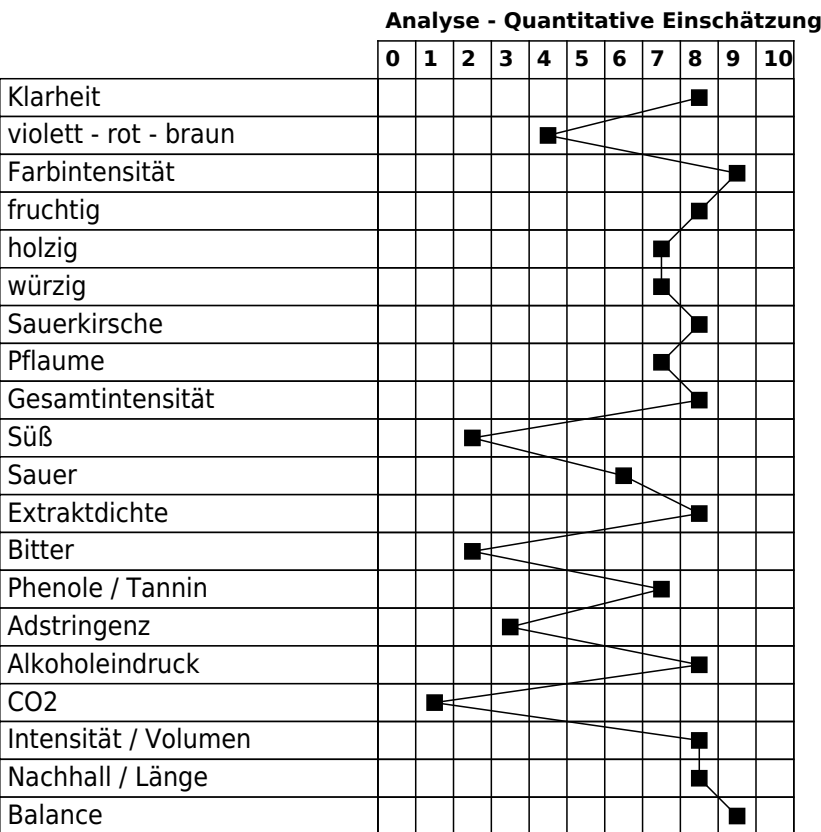 Analyse - Quantitative Einschätzung
0 1 2 3 4 5 6 7 8 9 10
Klarheit
violett - rot - braun
Farbintensität
fruchtig
holzig
würzig
Sauerkirsche
Pflaume
Gesamtintensität
Süß
Sauer
Extraktdichte
Bitter
Phenole / Tannin
Adstringenz
Alkoholeindruck
CO2
Intensität / Volumen
Nachhall / Länge
Balance